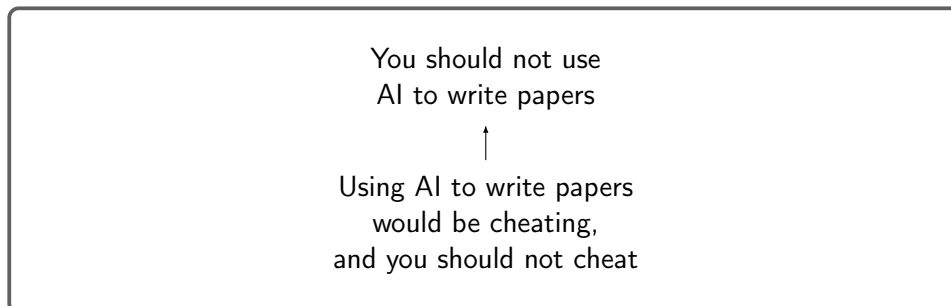 You should not use
AI to write papers
Using AI to write papers
would be cheating,
and you should not cheat